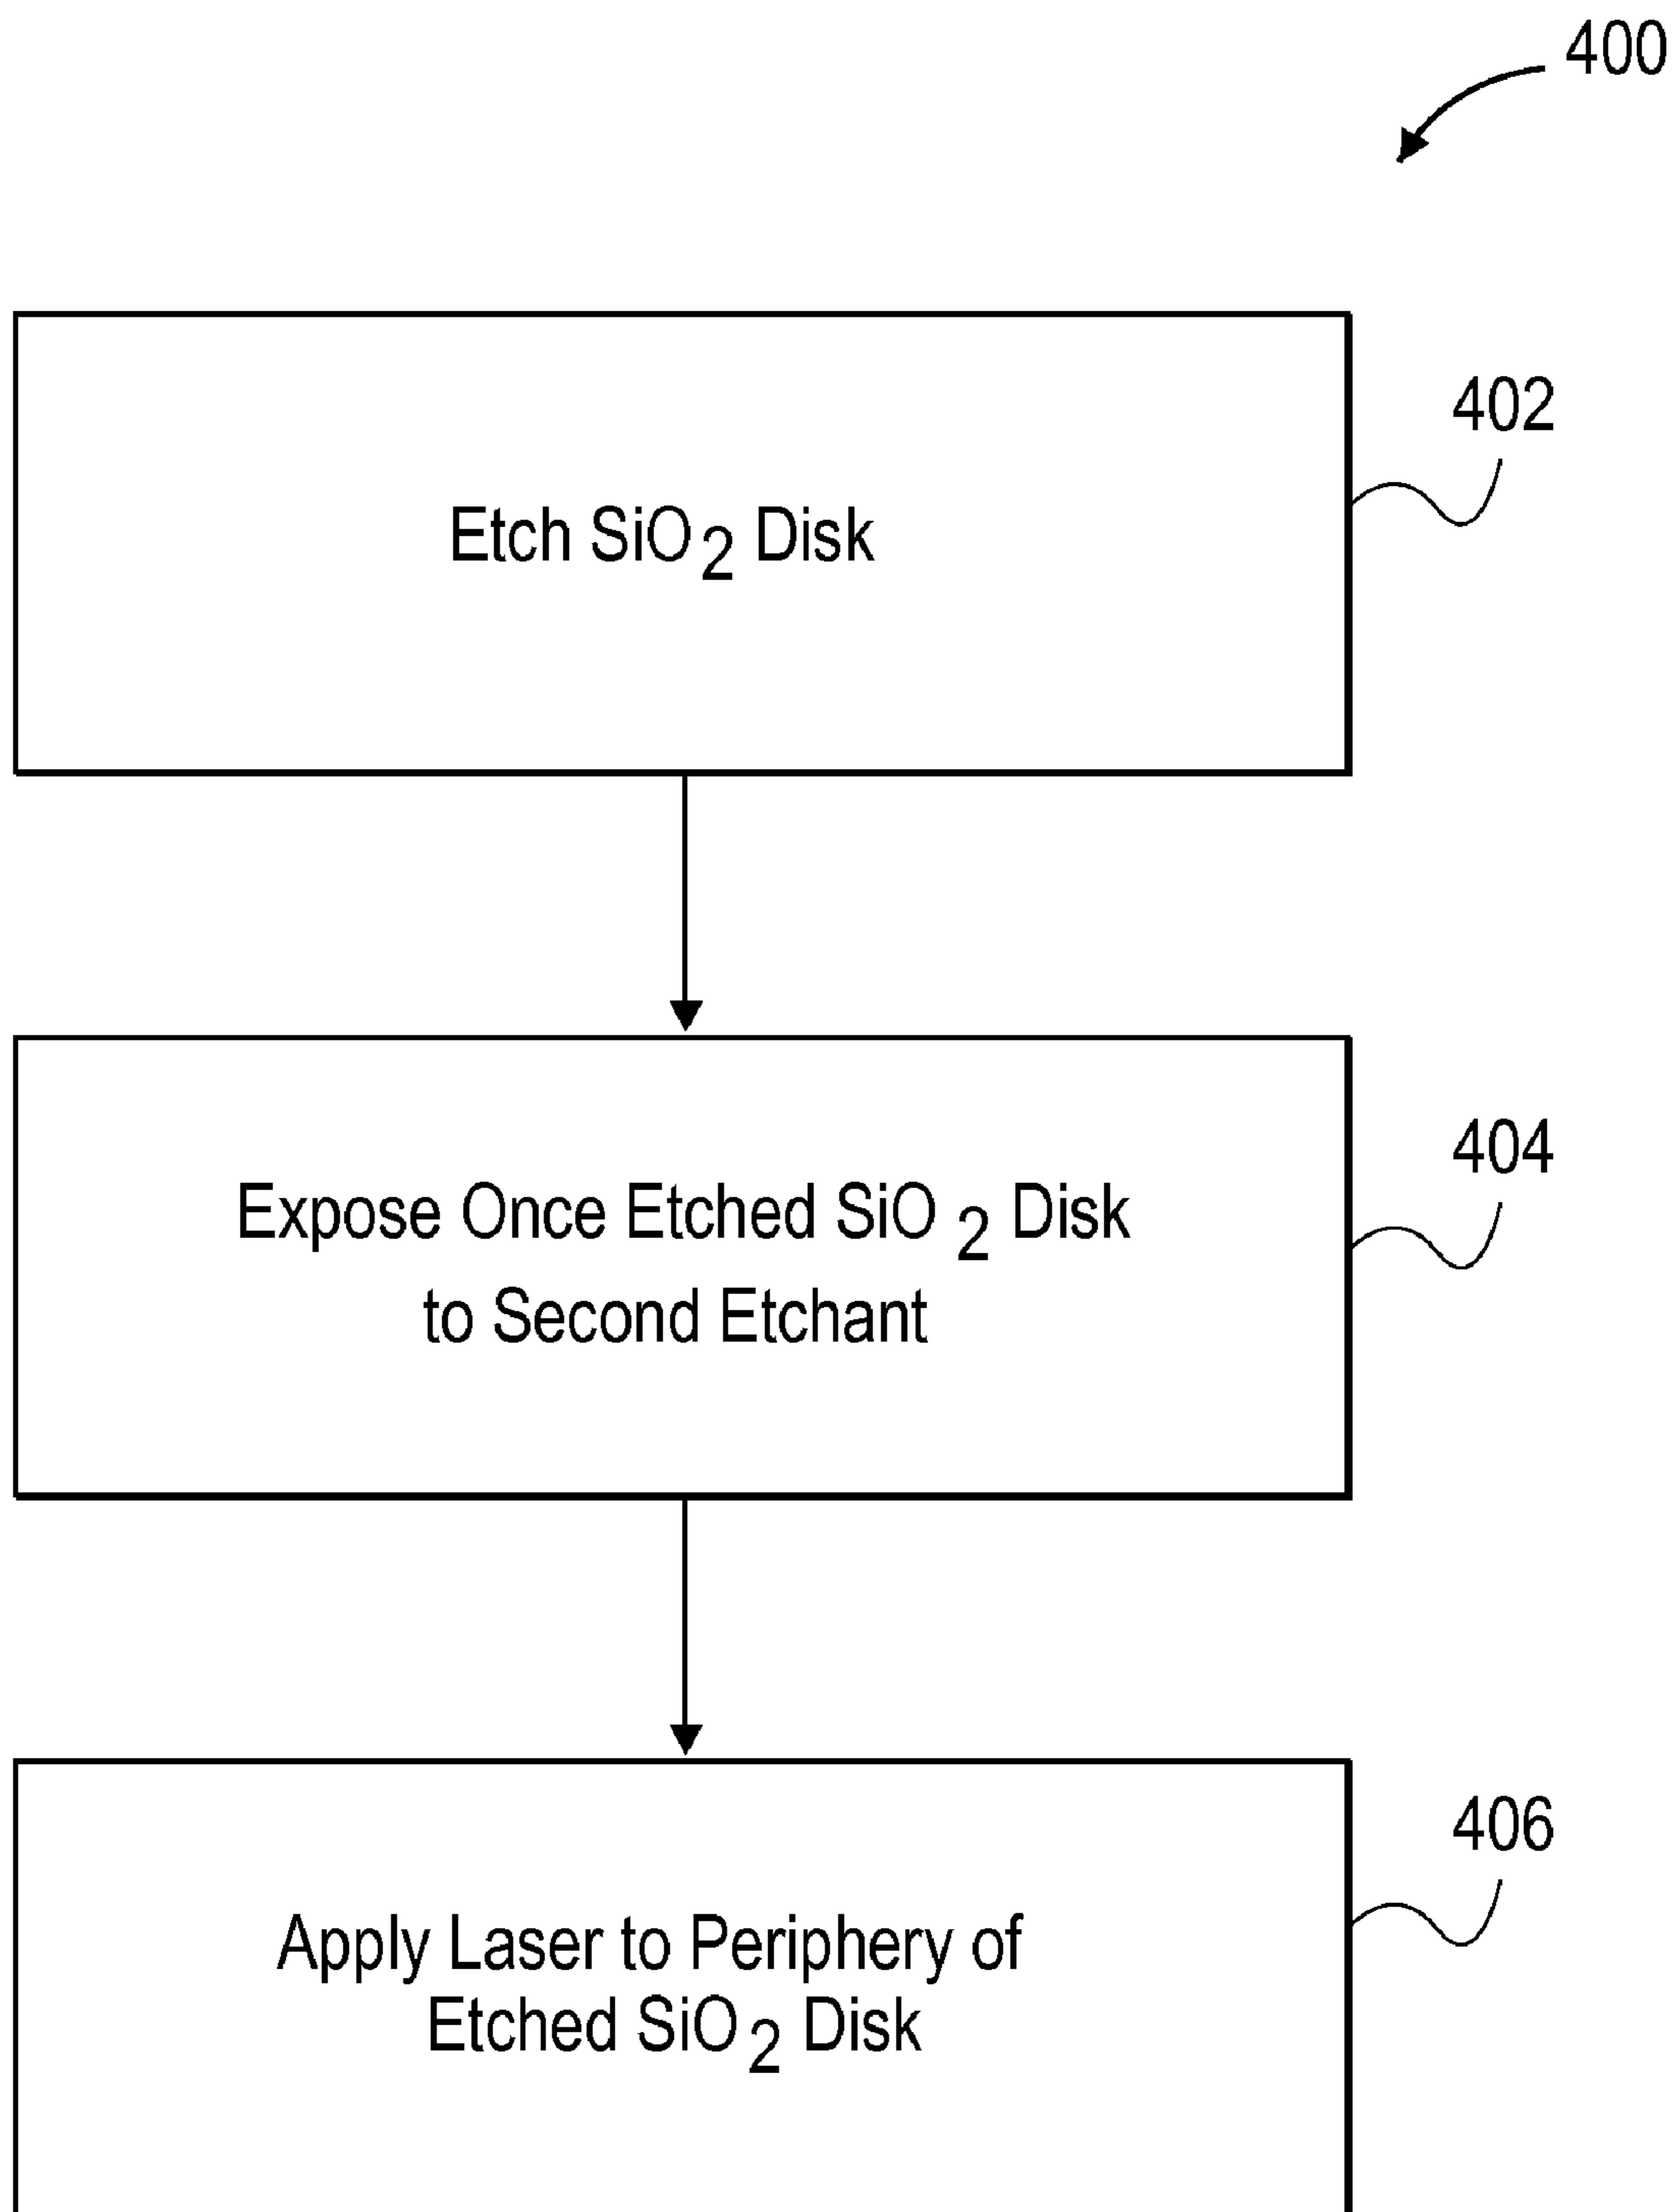 400
402
Etch SiO2 Disk
404
Expose Once Etched SiO2 Disk
to Second Etchant
406
Apply Laser to Periphery of
Etched SiO2 Disk